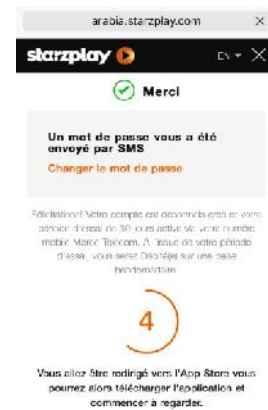 arabia.starzplay.com
starzplay
EN
Merci
Un mot de passe vous a été
envoyé par SMS
Changer le mot de passe
Félicitations! Votre compte est désormais créé et votre
période d'essai de 30 jours active via votre numéro
mobile Maroc Telecom. À l'issue de votre période
d'essai, vous serez Débité(e) sur une base
hebdomadaire.
4
Vous allez être redirigé vers l'App Store vous
pourrez alors télécharger l'application et
commencer à regarder.